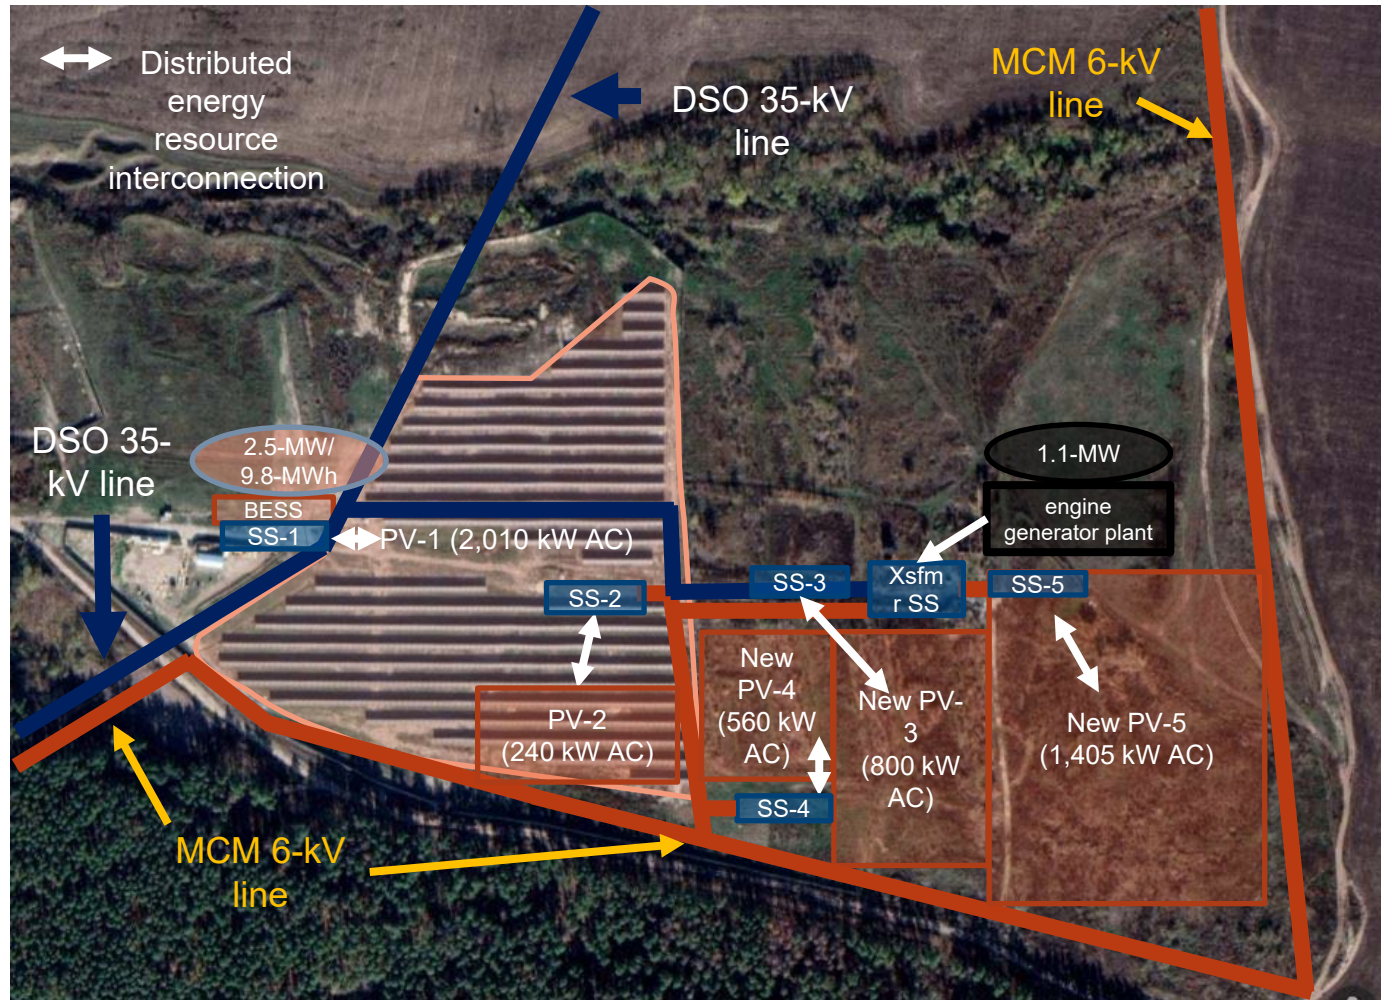 Distributed
energy
resource
interconnection
DSO 35-kV
line
MCM 6-kV
line
DSO 35-
kV line
2.5-MW/
9.8-MWh
BESS
SS-1
PV-1 (2,010 kW AC)
1.1-MW
engine
generator plant
SS-2
SS-3
Xsfm
r SS
SS-5
PV-2
(240 kW AC)
New
PV-4
(560 kW
AC)
New PV-
3
(800 kW
AC)
New PV-5
(1,405 kW AC)
SS-4
MCM 6-kV
line